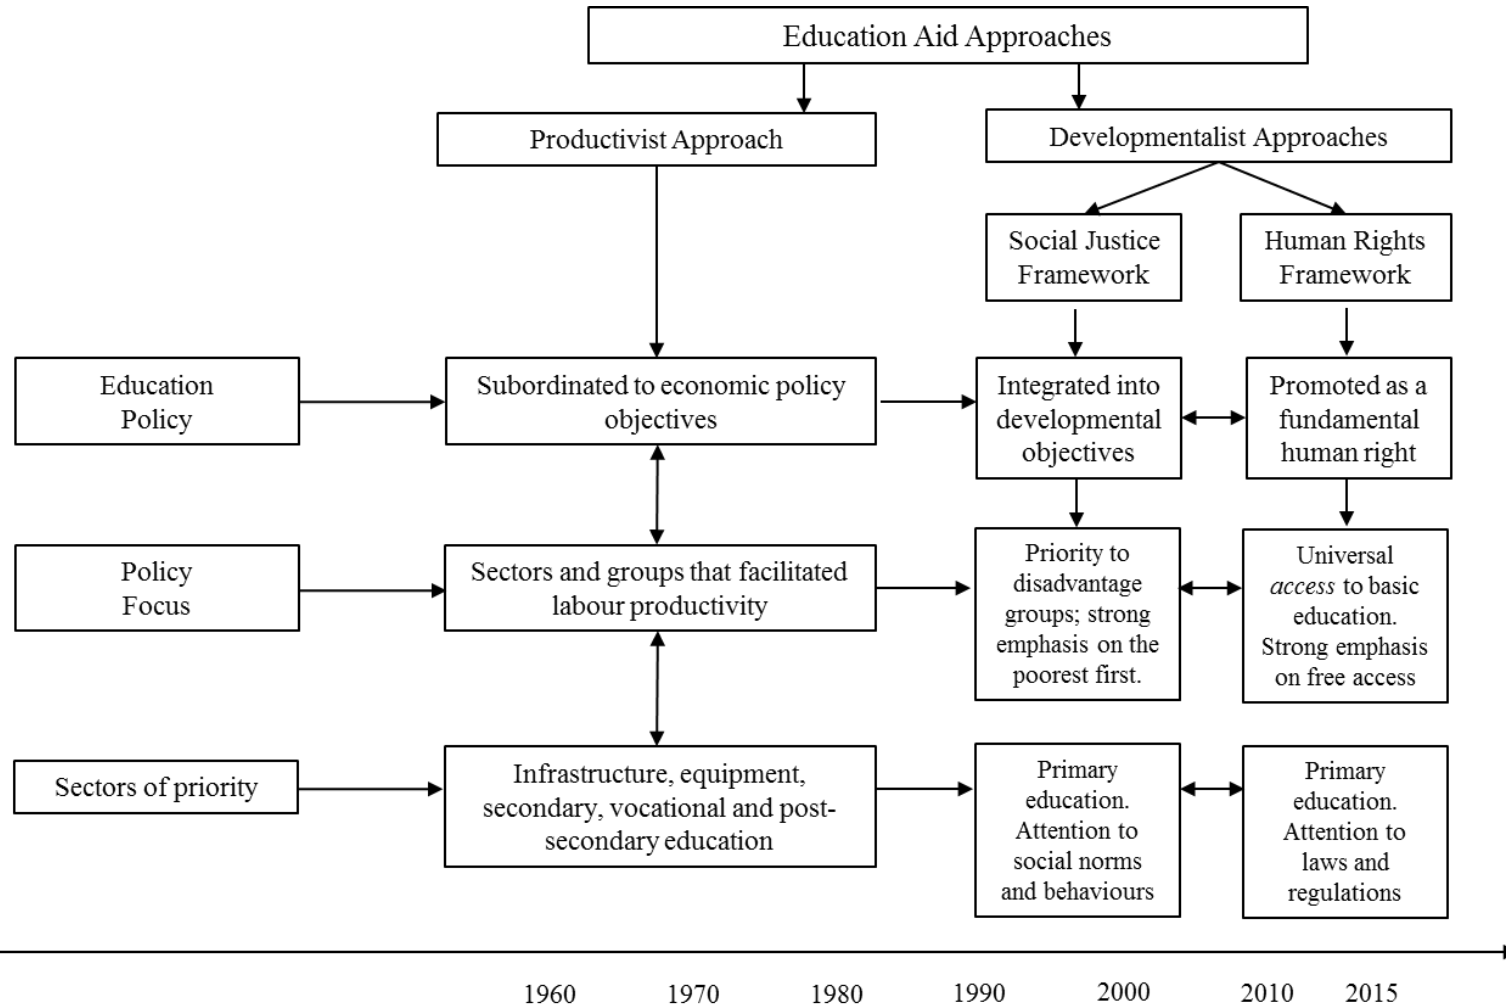 Education Aid Approaches
Productivist Approach
Developmentalist Approaches
Social Justice
Framework
Human Rights
Framework
Education
Policy
Subordinated to economic policy
objectives
Integrated into
developmental
objectives
Promoted as a
fundamental
human right
Policy
Focus
Sectors and groups that facilitated
labour productivity
Priority to
disadvantage
groups; strong
emphasis on the
poorest first.
Universal
access to basic
education.
Strong emphasis
on free access
Sectors of priority
Infrastructure, equipment,
secondary, vocational and post-
secondary education
Primary
education.
Attention to
social norms
and behaviours
Primary
education.
Attention to
laws and
regulations
1960 1970 1980 1990 2000 2010 2015